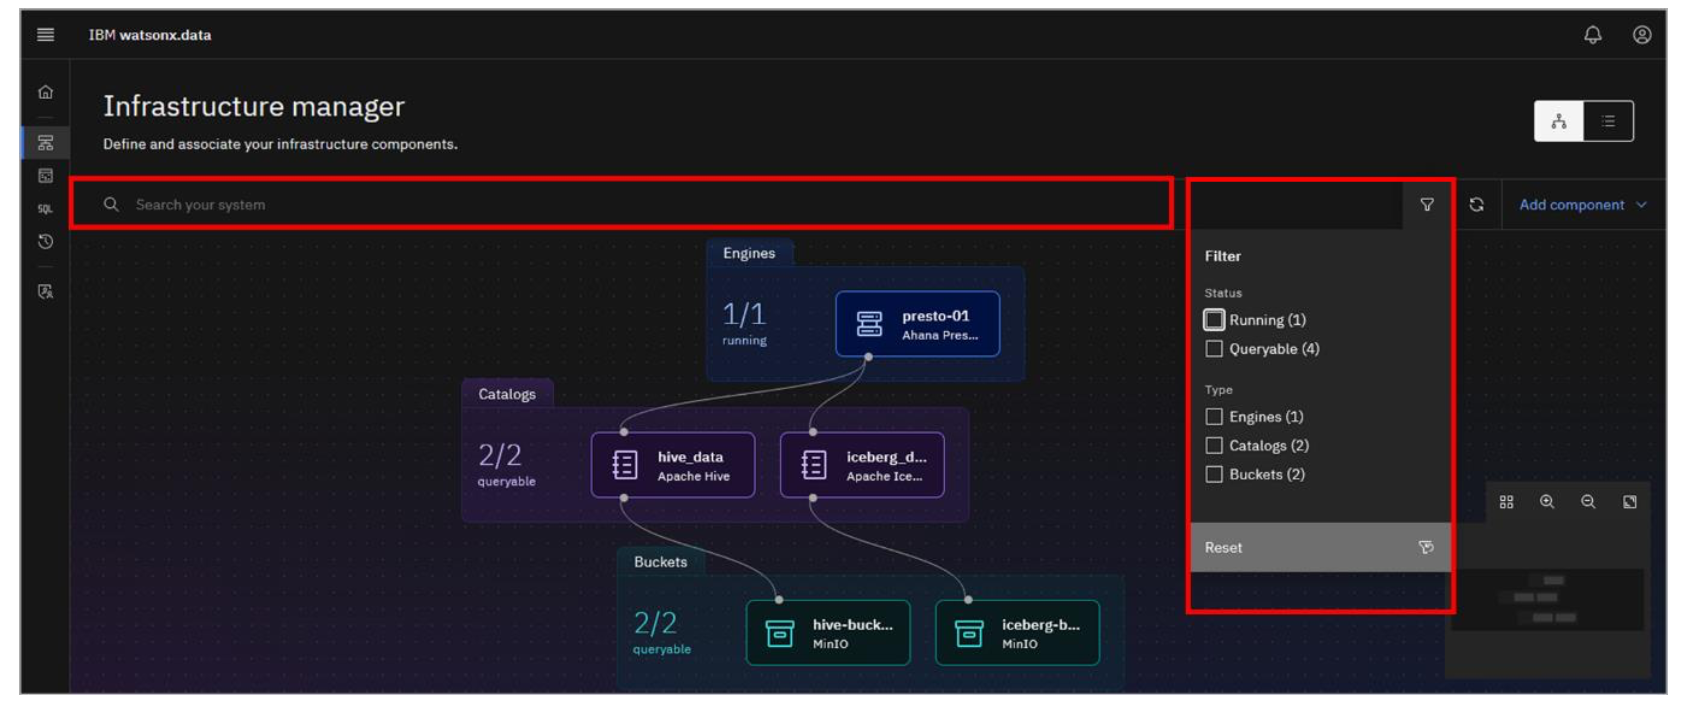 IBM watsonx.data
Infrastructure manager
Define and associate your infrastructure components.
SQL
Search your system
Add component
Engines
1/1
running
presto-01
Ahana Pres...
Catalogs
2/2
queryable
hive_data
Apache Hive
iceberg_d...
Apache Ice...
Buckets
2/2
queryable
hive-buck...
MinIO
iceberg-b...
MinIO
Filter
Status
Running (1)
Queryable (4)
Type
Engines (1)
Catalogs (2)
Buckets (2)
Reset